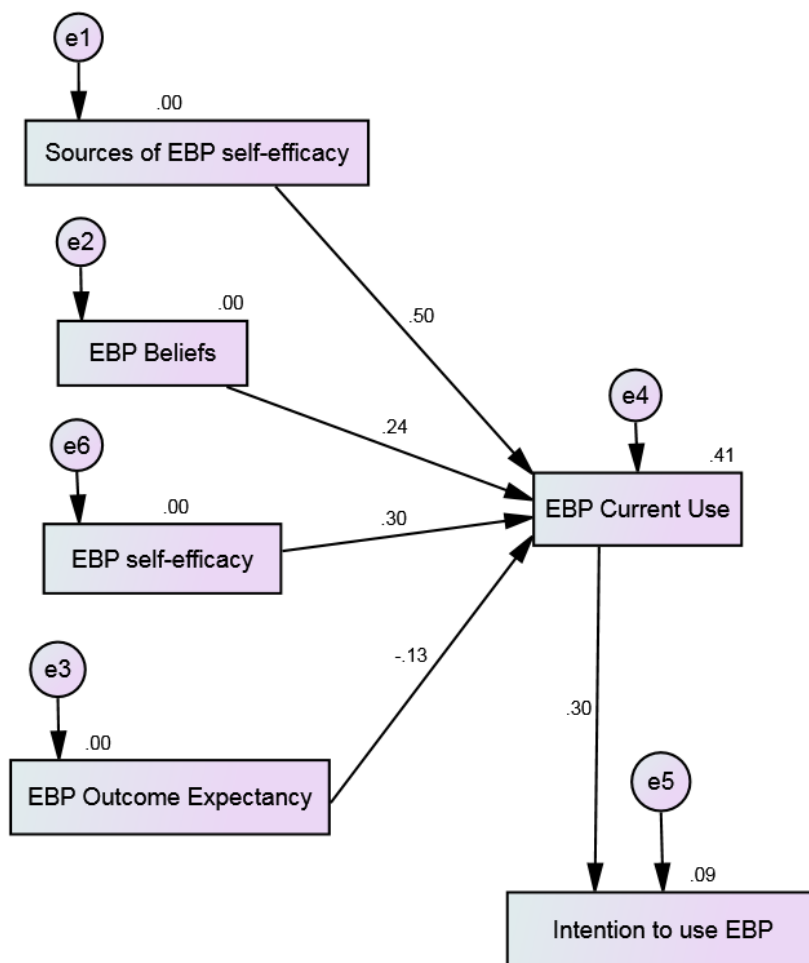 e1
.00
Sources of EBP self-efficacy
e2
.00
EBP Beliefs
.50
.24
e4
.41
EBP Current Use
e6
.00
EBP self-efficacy
.30
e3
.00
EBP Outcome Expectancy
-.13
.30
e5
.09
Intention to use EBP